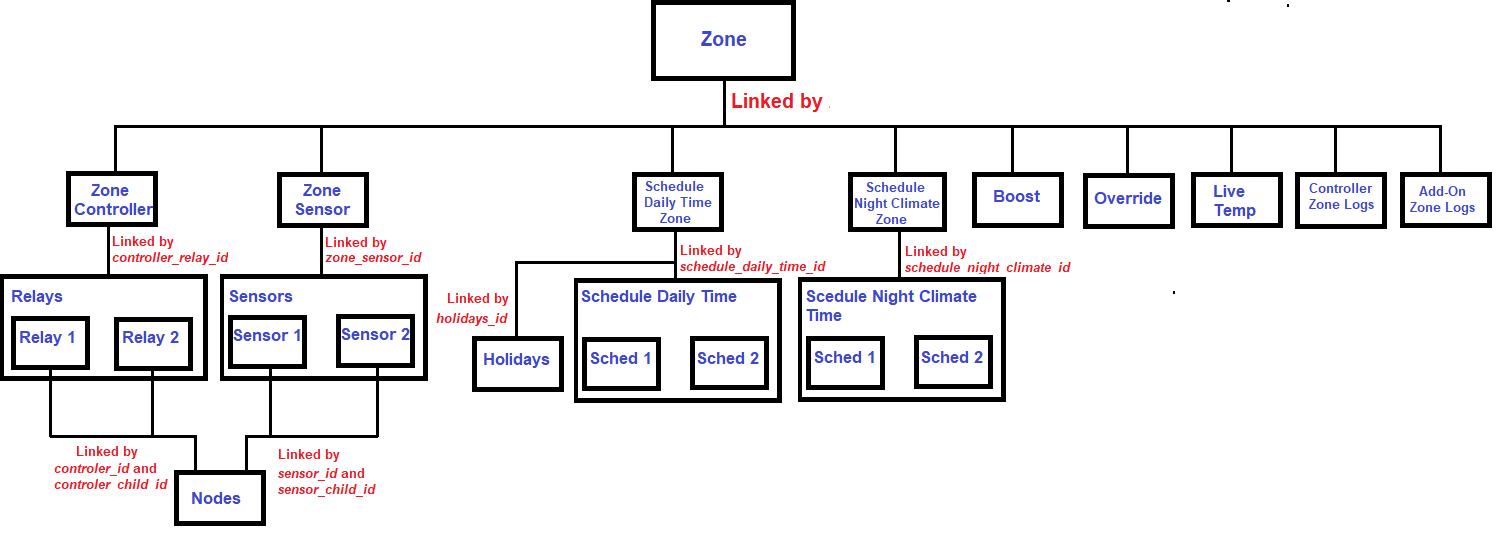 Zone
Linked by
Zone
Controller
Zone
Sensor
Schedule
Daily Time
Zone
Schedule
Night Climate
Zone
Boost
Override
Live
Temp
Controller
Zone Logs
Add-On
Zone Logs
Linked by
controller_relay_id
Linked by
zone_sensor_id
Linked by
schedule_daily_time_id
Linked by
schedule_night_climate_id
Linked by
holidays_id
Relays
Relay 1
Relay 2
Sensors
Sensor 1
Sensor 2
Holidays
Schedule Daily Time
Sched 1
Sched 2
Scedule Night Climate
Time
Sched 1
Sched 2
Linked by
controler_id and
controler_child_id
Linked by
sensor_id and
sensor_child_id
Nodes